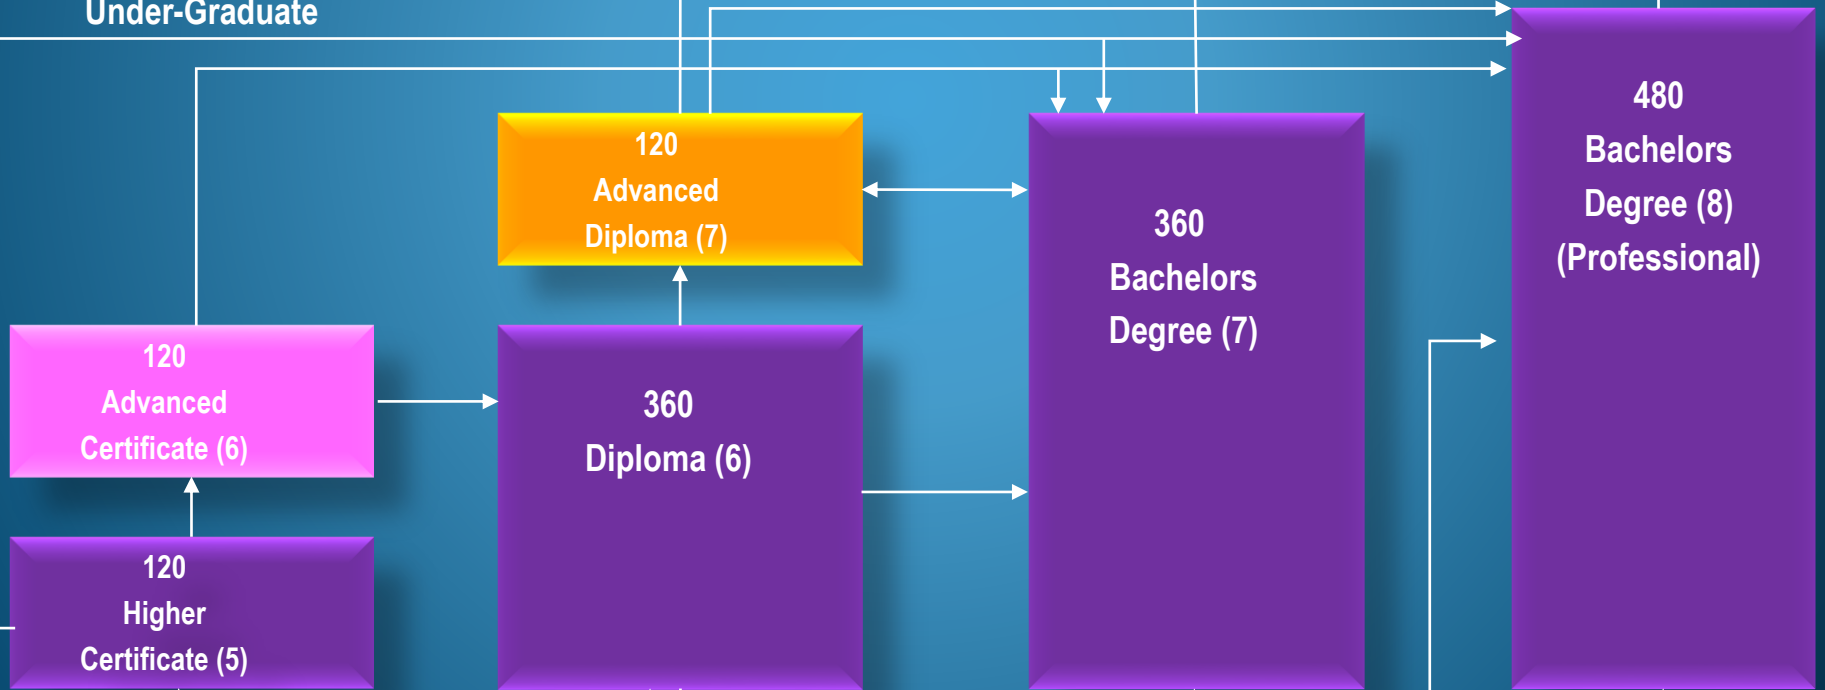 Under-Graduate
120
Advanced
Diploma (7)
120
Advanced
Certificate (6)
120
Higher
Certificate (5)
360
Diploma (6)
360
Bachelors
Degree (7)
480
Bachelors
Degree (8)
(Professional)